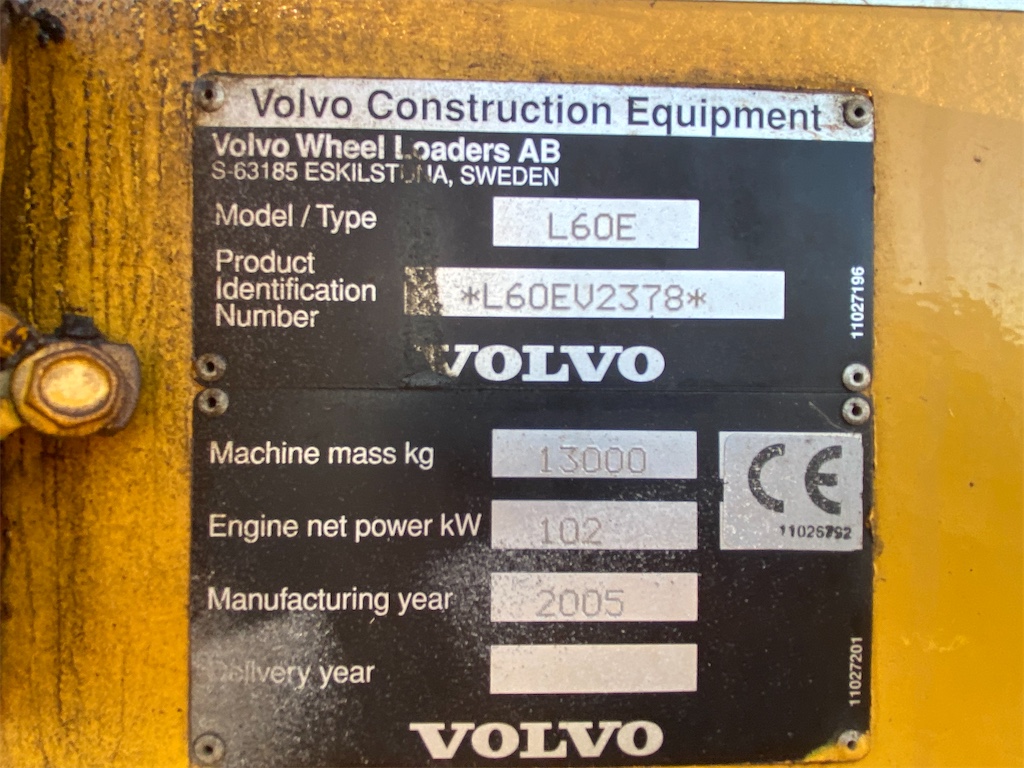 Volvo Construction Equipment
Volvo Wheel Loaders AB
S-63185 ESKILSTUNA, SWEDEN
Model / Type L60E
Product
Identification
Number *L60EV2378*
11027196
VOLVO
Machine mass kg 13000
CE
Engine net power kW 102
Manufacturing year 2005
Delivery year
11027201
VOLVO